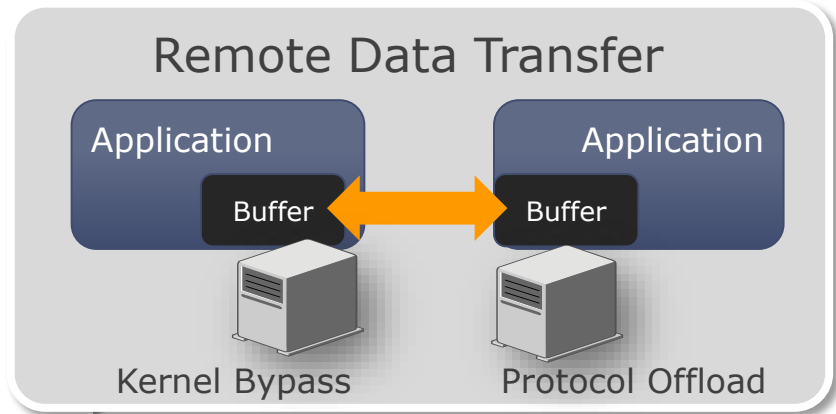 Remote Data Transfer
Application
Application
Buffer
Buffer
Kernel Bypass
Protocol Offload